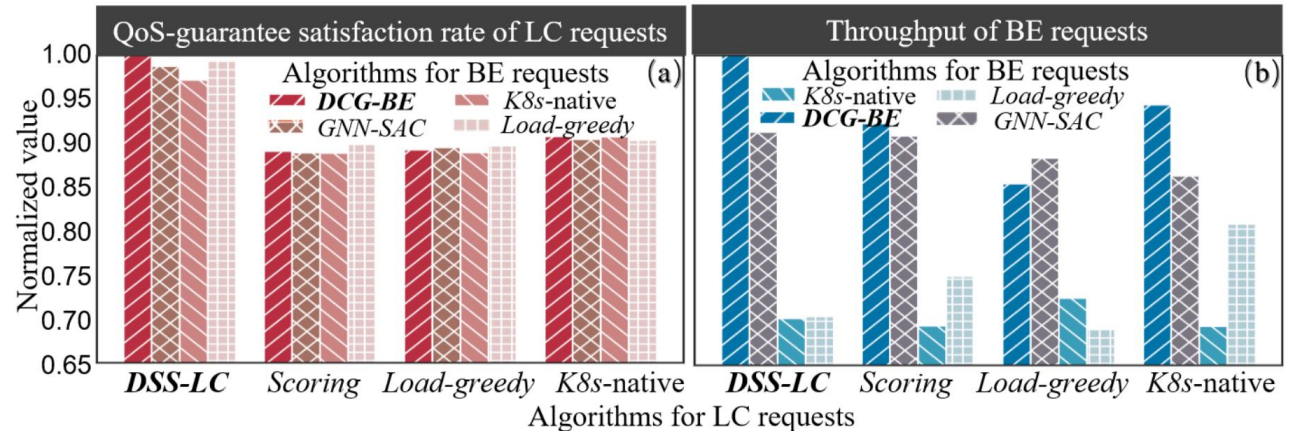 QoS-guarantee satisfaction rate of LC requests
Algorithms for BE requests (a)
DCG-BE K8s-native
GNN-SAC Load-greedy
Throughput of BE requests
Algorithms for BE requests (b)
K8s-native Load-greedy
DCG-BE GNN-SAC
Normalized value
1.00
0.95
0.90
0.85
0.80
0.75
0.70
0.65
DSS-LC Scoring Load-greedy K8s-native
DSS-LC Scoring Load-greedy K8s-native
Algorithms for LC requests